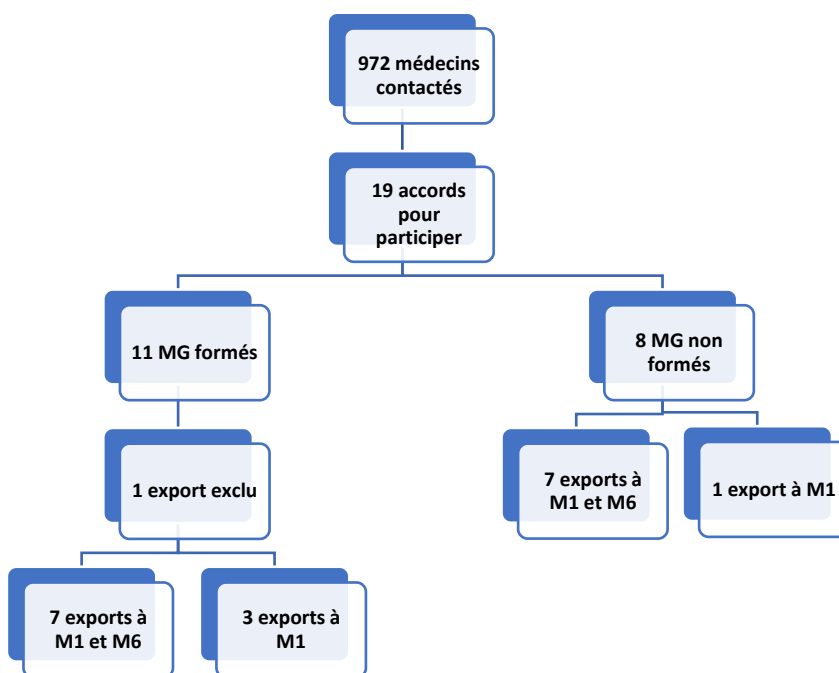 972 médecins
contactés
19 accords
pour
participer
11 MG formés
8 MG non
formés
1 export exclu
7 exports à
M1 et M6
1 export à M1
7 exports à
M1 et M6
3 exports à
M1